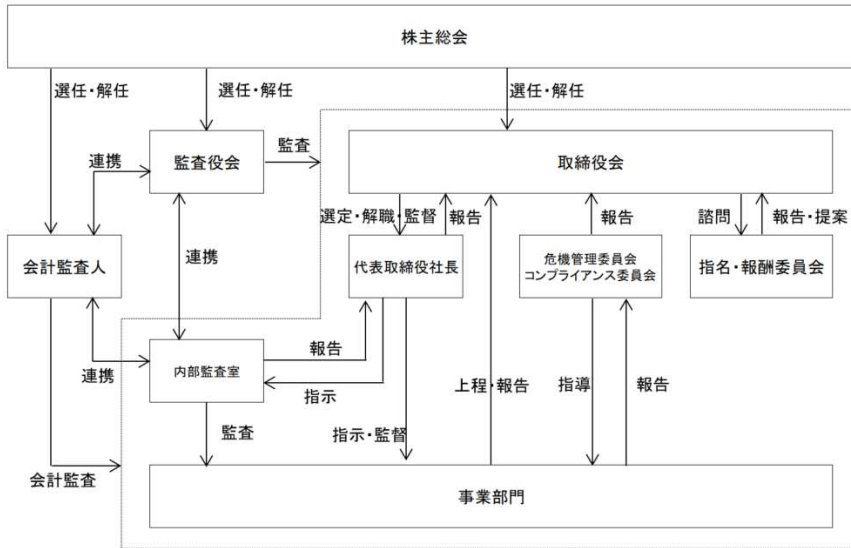 株主総会
選任・解任
選任・解任
選任・解任
監査役会
監査
取締役会
連携
選定・解職・監督
報告
報告
諮問
報告・提案
会計監査人
連携
代表取締役社長
危機管理委員会
コンプライアンス委員会
指名・報酬委員会
内部監査室
報告
連携
指示
上程・報告
指導
報告
監査
指示・監督
会計監査
事業部門